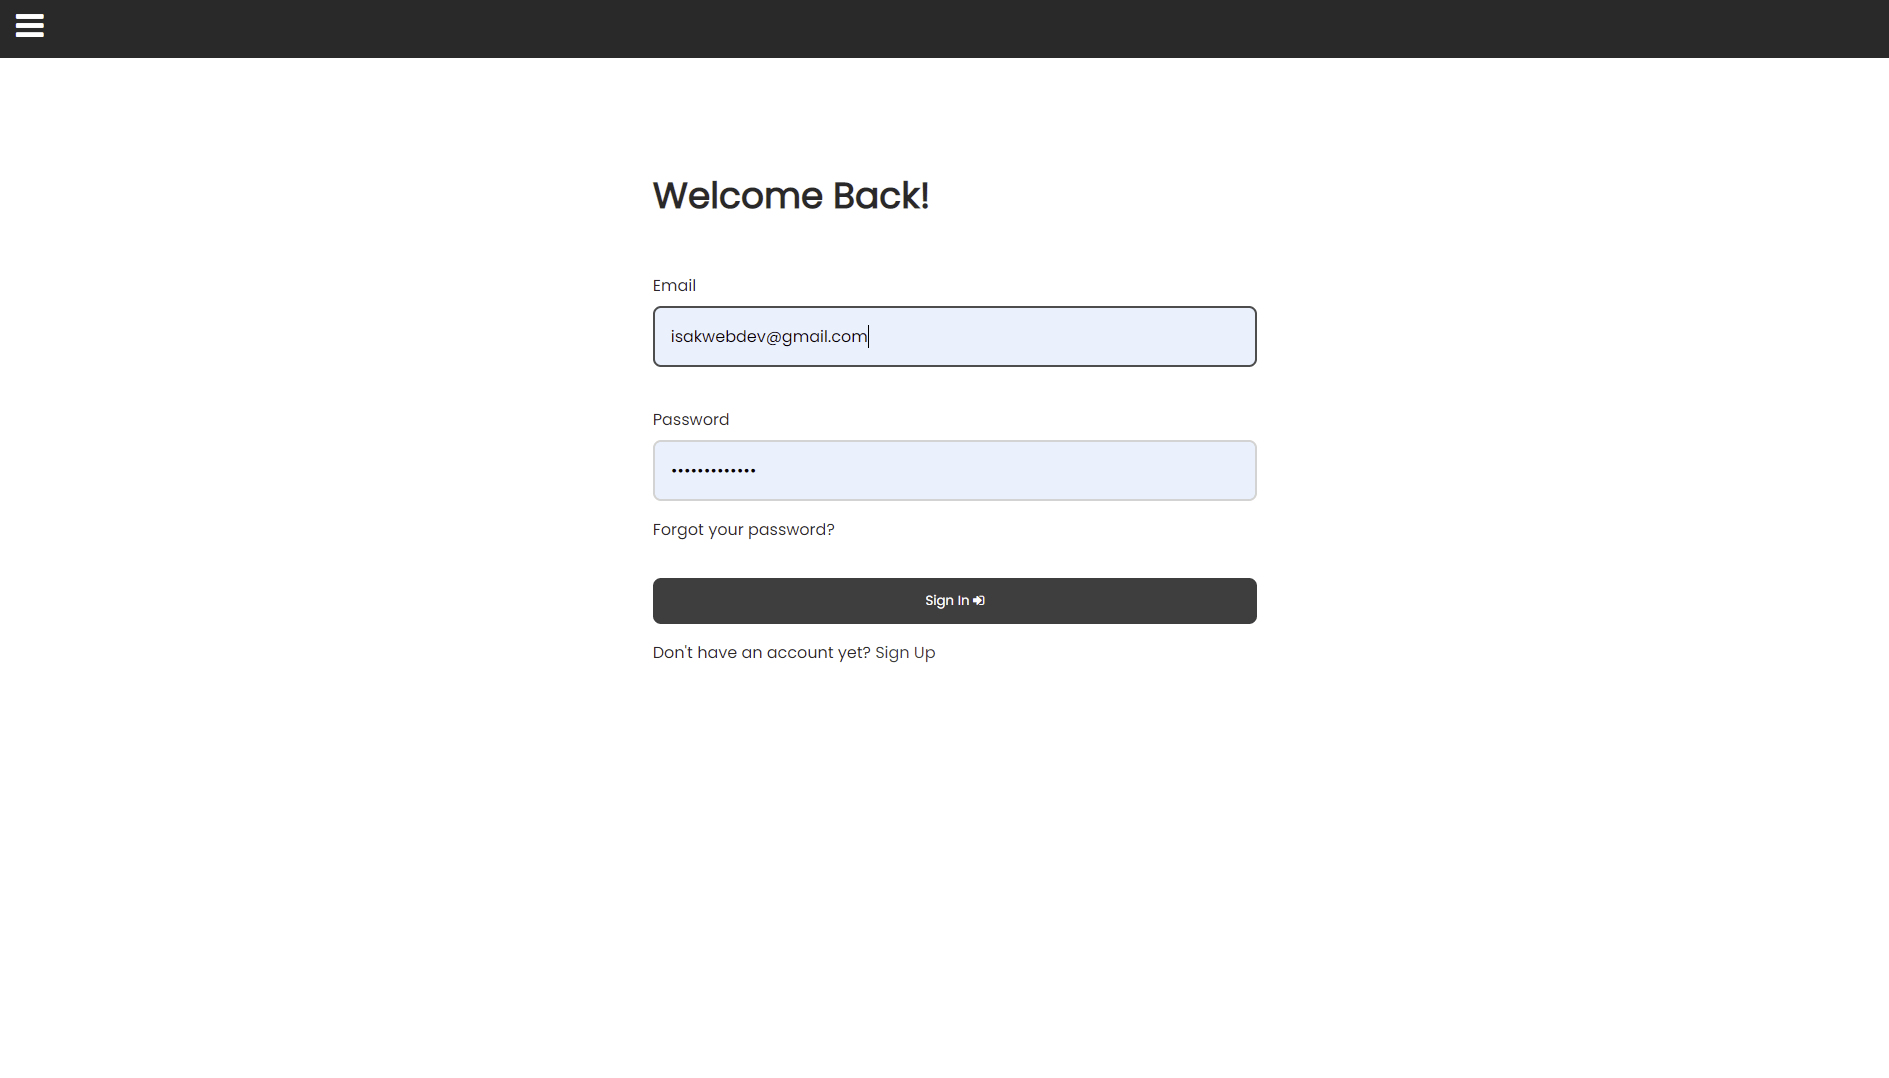 Welcome Back!
Email
isakwebdev@gmail.com
Password
•••••••••••••
Forgot your password?
Sign In
Don't have an account yet? Sign Up